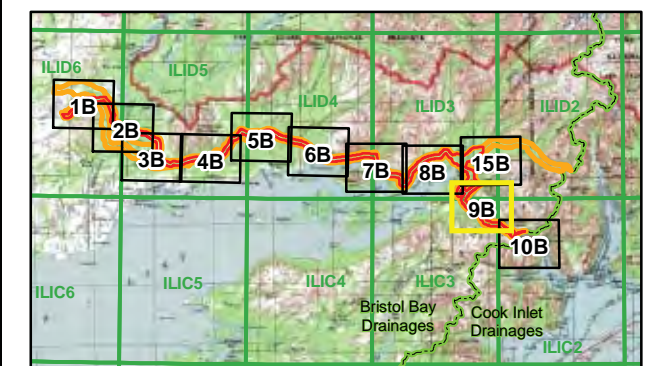 ILID6
ILID5
ILID4
ILID3
ILID2
1B
2B
3B
4B
5B
6B
7B
8B
15B
9B
10B
ILIC6
ILIC5
ILIC4
ILIC3
Bristol Bay
Drainages
Cook Inlet
Drainages
ILIC2